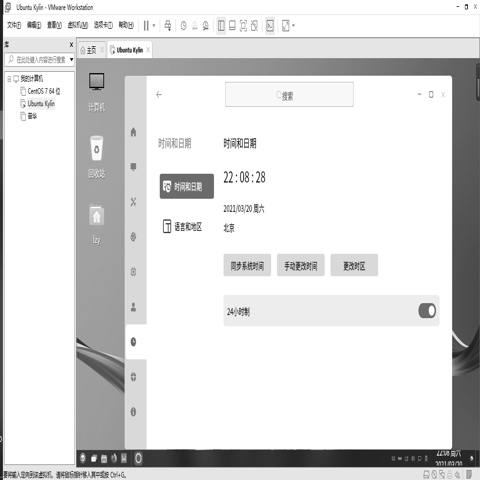 Ubuntu Kylin - VMware Workstation
文件(F) 编辑(E) 查看(V) 虚拟机(M) 选项卡(T) 帮助(H)
库
在此处键入内容进行搜索
我的计算机
CentOS 7 64 位
Ubuntu Kylin
主页
Ubuntu Kylin
计算机
回收站
lzy
搜索
时间和日期
时间和日期
语言和地区
时间和日期
22 : 08 : 28
2021/03/20 周六
北京
同步系统时间 手动更改时间 更改时区
24小时制
22:08 周六
2021/03/20
要将输入定向到该虚拟机，请将鼠标指针移入其中或按 Ctrl+G。